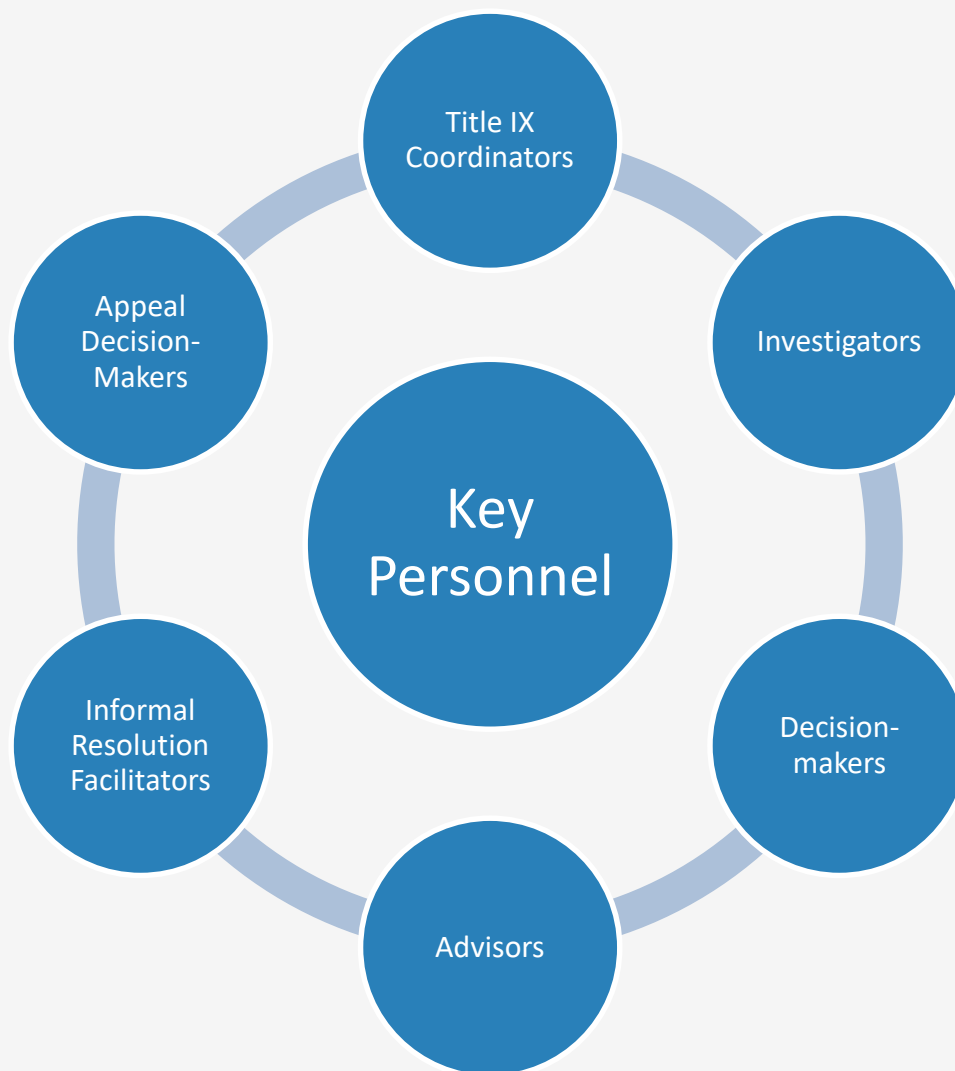 Title IX
Coordinators
Investigators
Decision-
makers
Advisors
Informal
Resolution
Facilitators
Appeal
Decision-
Makers
Key
Personnel